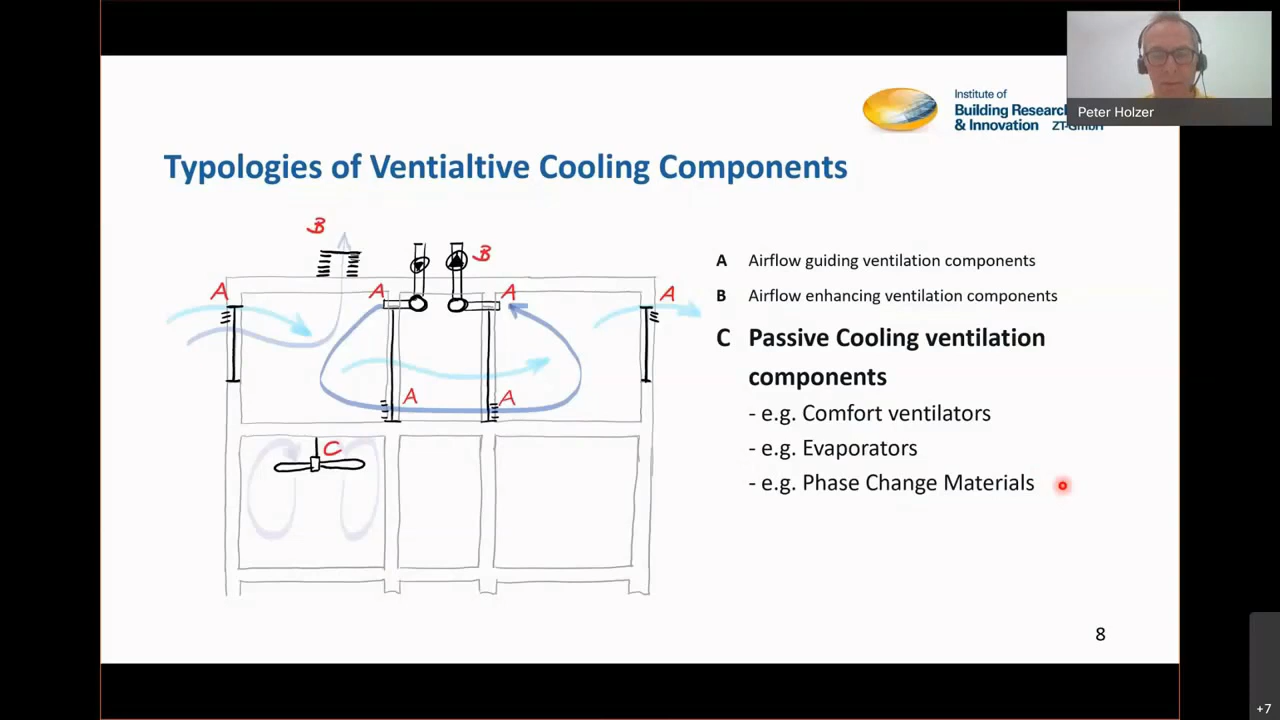 Institute of
Building Research
& Innovation ZT-GmbH
Peter Holzer
Typologies of Ventialtive Cooling Components
B
B
A
A
A
A
A
A
C
A Airflow guiding ventilation components
B Airflow enhancing ventilation components
C Passive Cooling ventilation
components
- e.g. Comfort ventilators
- e.g. Evaporators
- e.g. Phase Change Materials
8
+7